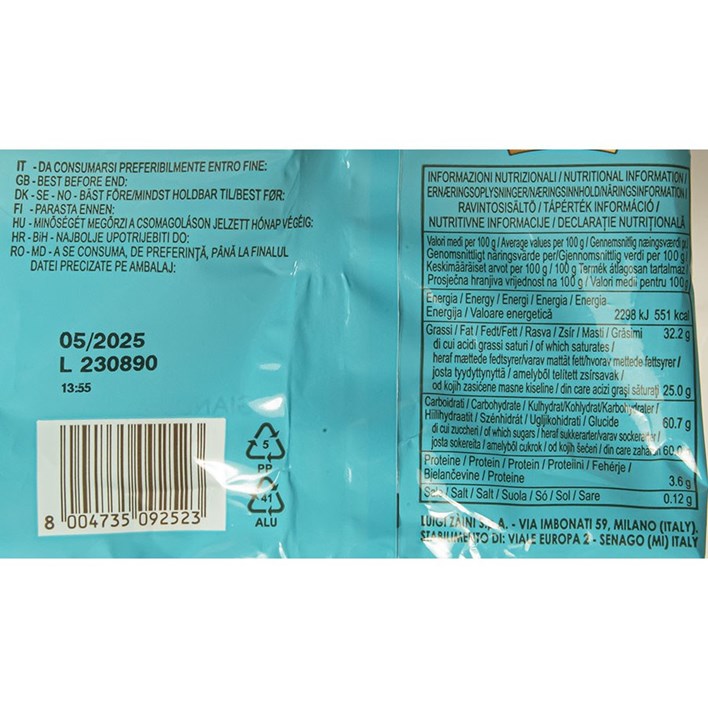 IT - DA CONSUMARSI PREFERIBILMENTE ENTRO FINE:
GB - BEST BEFORE END:
DK - SE - NO - BÄST FÖRE/MINDST HOLDBAR TIL/BEST FØR:
FI - PARASTA ENNEN:
HU - MINŐSÉGÉT MEGŐRZI A CSOMAGOLÁSON JELZETT HÓNAP VÉGÉIG:
HR - BiH - NAJBOLJE UPOTRIJEBITI DO:
RO - MD - A SE CONSUMA, DE PREFERINȚĂ, PÂNĂ LA FINALUL
DATEI PRECIZATE PE AMBALAJ:
05/2025
L 230890
13:55
8 004735 092523
5
PP
41
ALU
INFORMAZIONI NUTRIZIONALI / NUTRITIONAL INFORMATION /
ERNÆRINGSOPLYSNINGER/NÆRINGSINNHOLD/NÄRINGSINFORMATION /
RAVINTOSISÄLTÖ / TÁPÉRTÉK INFORMÁCIÓ /
NUTRITIVNE INFORMACIJE / DECLARAȚIE NUTRIȚIONALĂ
Valori medi per 100 g / Average values per 100 g / Gennemsnitlig næringsværdi
Genomsnittligt näringsvärde per/Gjennomsnittlig verdi per 100 g /
Keskimääräiset arvot per 100 g / 100 g Termék átlagosan tartalmaz /
Prosječna hranjiva vrijednost na 100 g / Valori medii pentru 100 g
Energia / Energy / Energi / Energia / Energia
Energija / Valoare energetică 2298 kJ 551 kcal
Grassi / Fat / Fedt/Fett / Rasva / Zsír / Masti / Grăsimi 32.2 g
di cui acidi grassi saturi / of which saturates /
heraf mættede fedtsyrer/varav mättat fett/hvorav mettede fettsyrer /
josta tyydyttynyttä / amelyből telített zsírsavak /
od kojih zasićene masne kiseline / din care acizi grași săturați 25.0 g
Carboidrati / Carbohydrate / Kulhydrat/Kohlydrat/Karbohydrater /
Hiilihydraatit / Szénhidrát / Ugljikohidrati / Glucide 60.7 g
di cui zuccheri / of which sugars / heraf sukkerarter/varav sockerarter /
josta sokereita / amelyből cukrok / od kojih šećeri / din care zaharuri 60.0 g
Proteine / Protein / Protein / Proteiini / Fehérje /
Bjelančevine / Proteine 3.6 g
Sale / Salt / Salt / Suola / Só / Sol / Sare 0.12 g
LUIGI ZAINI S.p.A. - VIA IMBONATI 59, MILANO (ITALY).
STABILIMENTO DI: VIALE EUROPA 2 - SENAGO (MI) ITALY